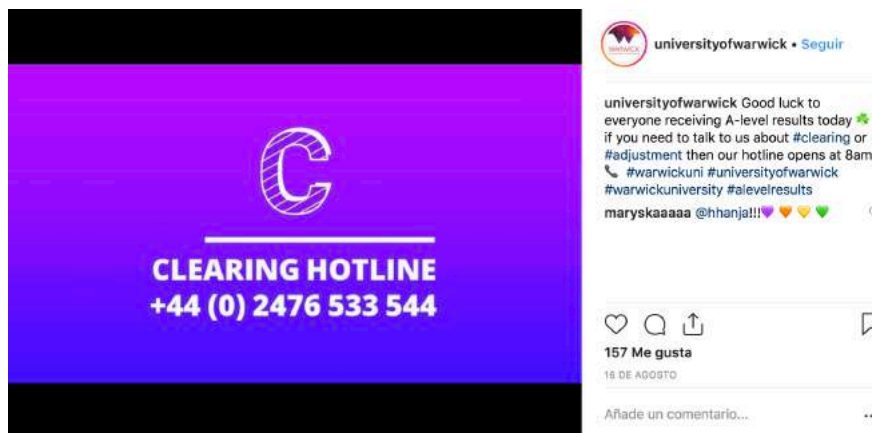 C
CLEARING HOTLINE
+44 (0) 2476 533 544
WARWICK
universityofwarwick • Seguir
universityofwarwick Good luck to
everyone receiving A-level results today ☘️
if you need to talk to us about #clearing or
#adjustment then our hotline opens at 8am
📞 #warwickuni #universityofwarwick
#warwickuniversity #alevelresults
maryskaaaaa @hhanja!!!💜 🧡 💛 💚
157 Me gusta
16 DE AGOSTO
Añade un comentario...